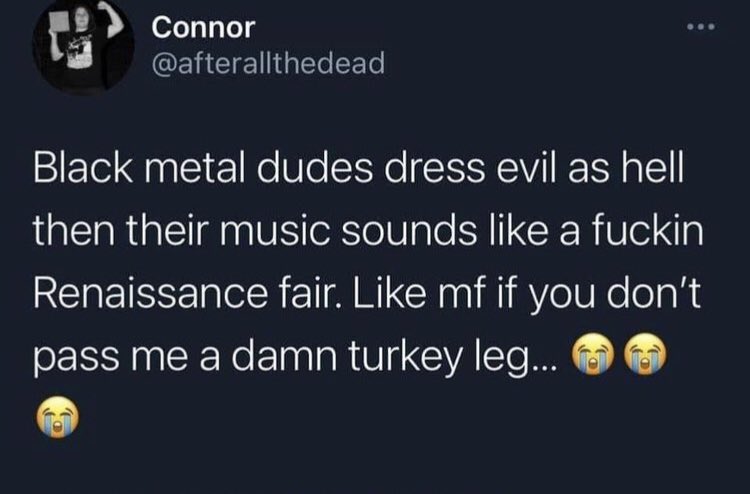 Connor
@afterallthedead
Black metal dudes dress evil as hell
then their music sounds like a fuckin
Renaissance fair. Like mf if you don't
pass me a damn turkey leg... 😭😭
😭